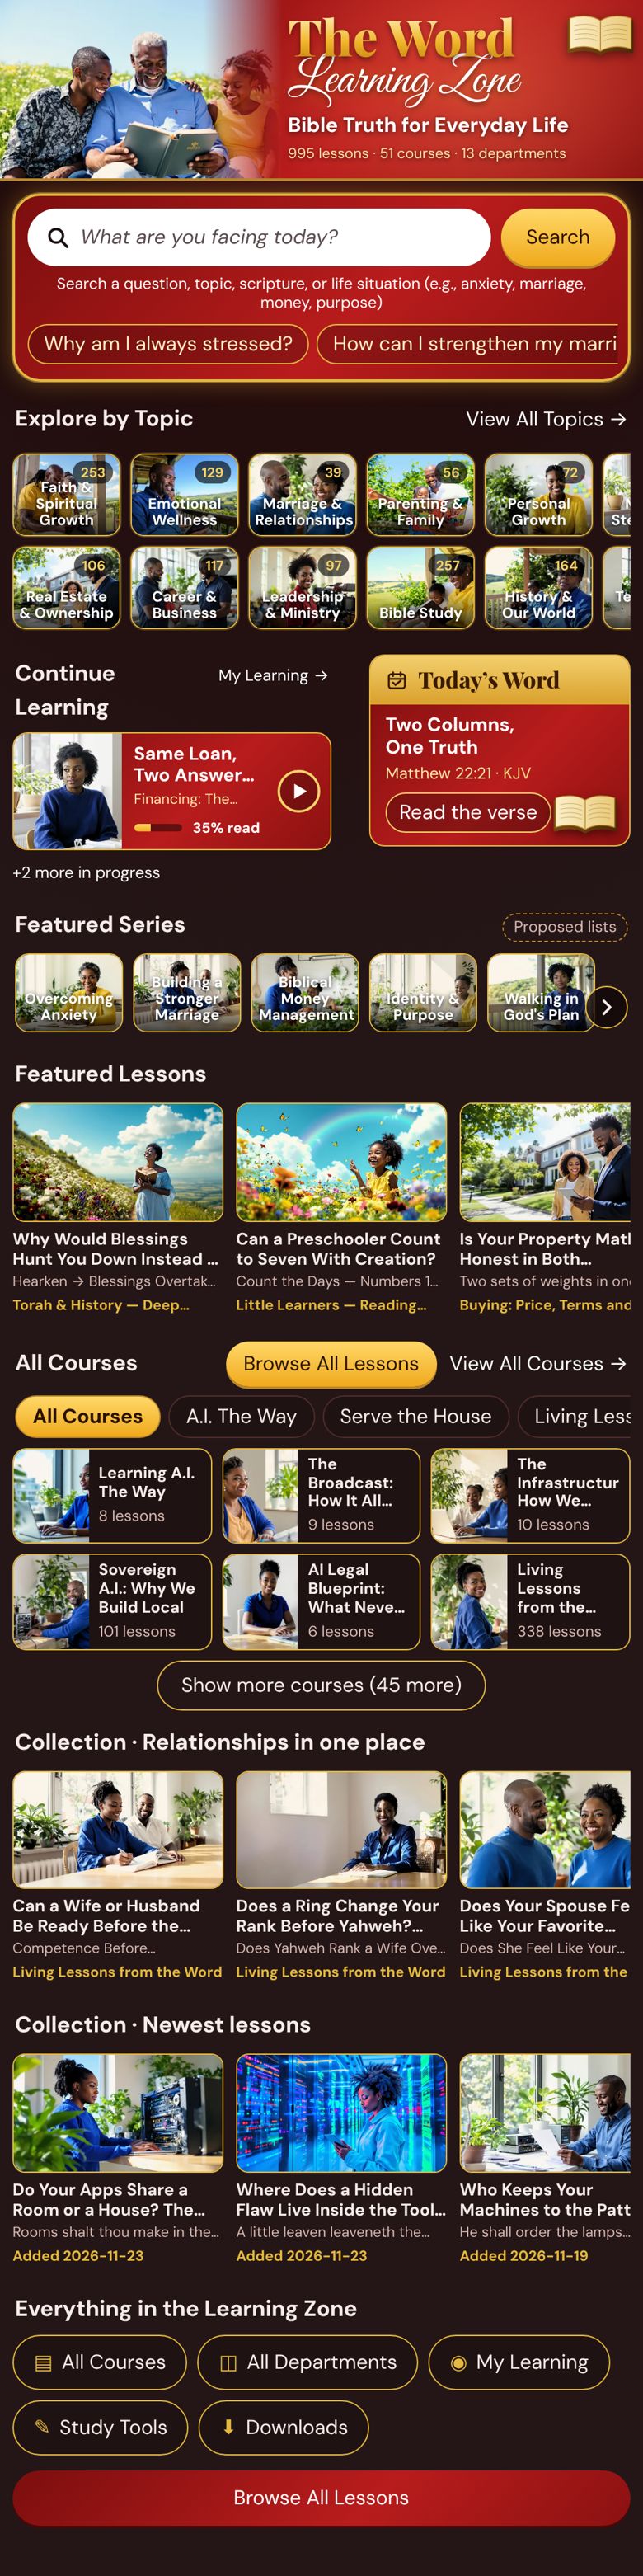 The Word
Learning Zone
Bible Truth for Everyday Life
995 lessons · 51 courses · 13 departments
What are you facing today?
Search
Search a question, topic, scripture, or life situation (e.g., anxiety, marriage,
money, purpose)
Why am I always stressed?
How can I strengthen my marri
Explore by Topic
View All Topics →
253
Faith &
Spiritual
Growth
129
Emotional
Wellness
39
Marriage &
Relationships
56
Parenting &
Family
72
Personal
Growth
106
Real Estate
& Ownership
117
Career &
Business
97
Leadership
& Ministry
257
Bible Study
164
History &
Our World
Continue
Learning
My Learning →
Same Loan,
Two Answer...
Financing: The...
35% read
+2 more in progress
Today's Word
Two Columns,
One Truth
Matthew 22:21 · KJV
Read the verse
Featured Series
Proposed lists
Overcoming
Anxiety
Building a
Stronger
Marriage
Biblical
Money
Management
Identity &
Purpose
Walking in
God's Plan
Featured Lessons
Why Would Blessings
Hunt You Down Instead ...
Hearken → Blessings Overtak...
Torah & History — Deep...
Can a Preschooler Count
to Seven With Creation?
Count the Days — Numbers 1...
Little Learners — Reading...
Is Your Property Matl
Honest in Both...
Two sets of weights in one
Buying: Price, Terms and
All Courses
Browse All Lessons
View All Courses →
All Courses
A.I. The Way
Serve the House
Living Less
Learning A.I.
The Way
8 lessons
The
Broadcast:
How It All...
9 lessons
The
Infrastructur
How We...
10 lessons
Sovereign
A.I.: Why We
Build Local
101 lessons
AI Legal
Blueprint:
What Neve...
6 lessons
Living
Lessons
from the...
338 lessons
Show more courses (45 more)
Collection · Relationships in one place
Can a Wife or Husband
Be Ready Before the...
Competence Before...
Living Lessons from the Word
Does a Ring Change Your
Rank Before Yahweh?...
Does Yahweh Rank a Wife Ove...
Living Lessons from the Word
Does Your Spouse Fe
Like Your Favorite...
Does She Feel Like Your...
Living Lessons from the
Collection · Newest lessons
Do Your Apps Share a
Room or a House? The...
Rooms shalt thou make in the...
Added 2026-11-23
Where Does a Hidden
Flaw Live Inside the Tool...
A little leaven leaveneth the...
Added 2026-11-23
Who Keeps Your
Machines to the Patt
He shall order the lamps...
Added 2026-11-19
Everything in the Learning Zone
All Courses
All Departments
My Learning
Study Tools
Downloads
Browse All Lessons